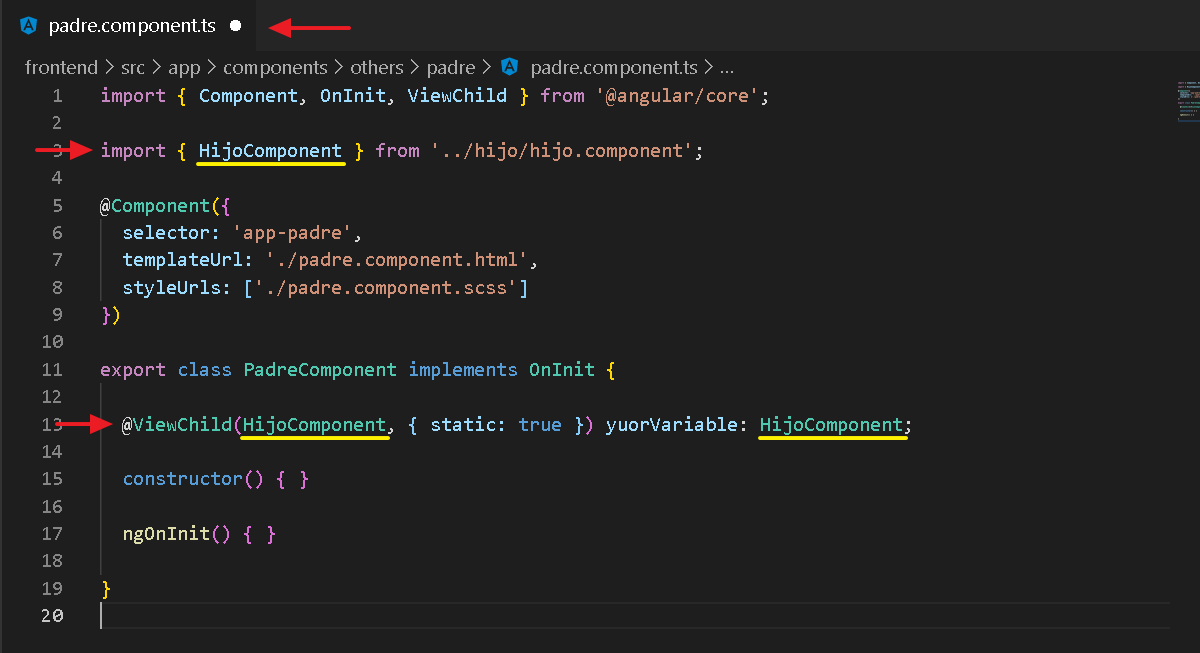 padre.component.ts
frontend > src > app > components > others > padre > padre.component.ts > ...
1 import { Component, OnInit, ViewChild } from '@angular/core';
2
3 import { HijoComponent } from '../hijo/hijo.component';
4
5 @Component({
6 selector: 'app-padre',
7 templateUrl: './padre.component.html',
8 styleUrls: ['./padre.component.scss']
9 })
10
11 export class PadreComponent implements OnInit {
12
13 @ViewChild(HijoComponent, { static: true }) yuorVariable: HijoComponent;
14
15 constructor() { }
16
17 ngOnInit() { }
18
19 }
20